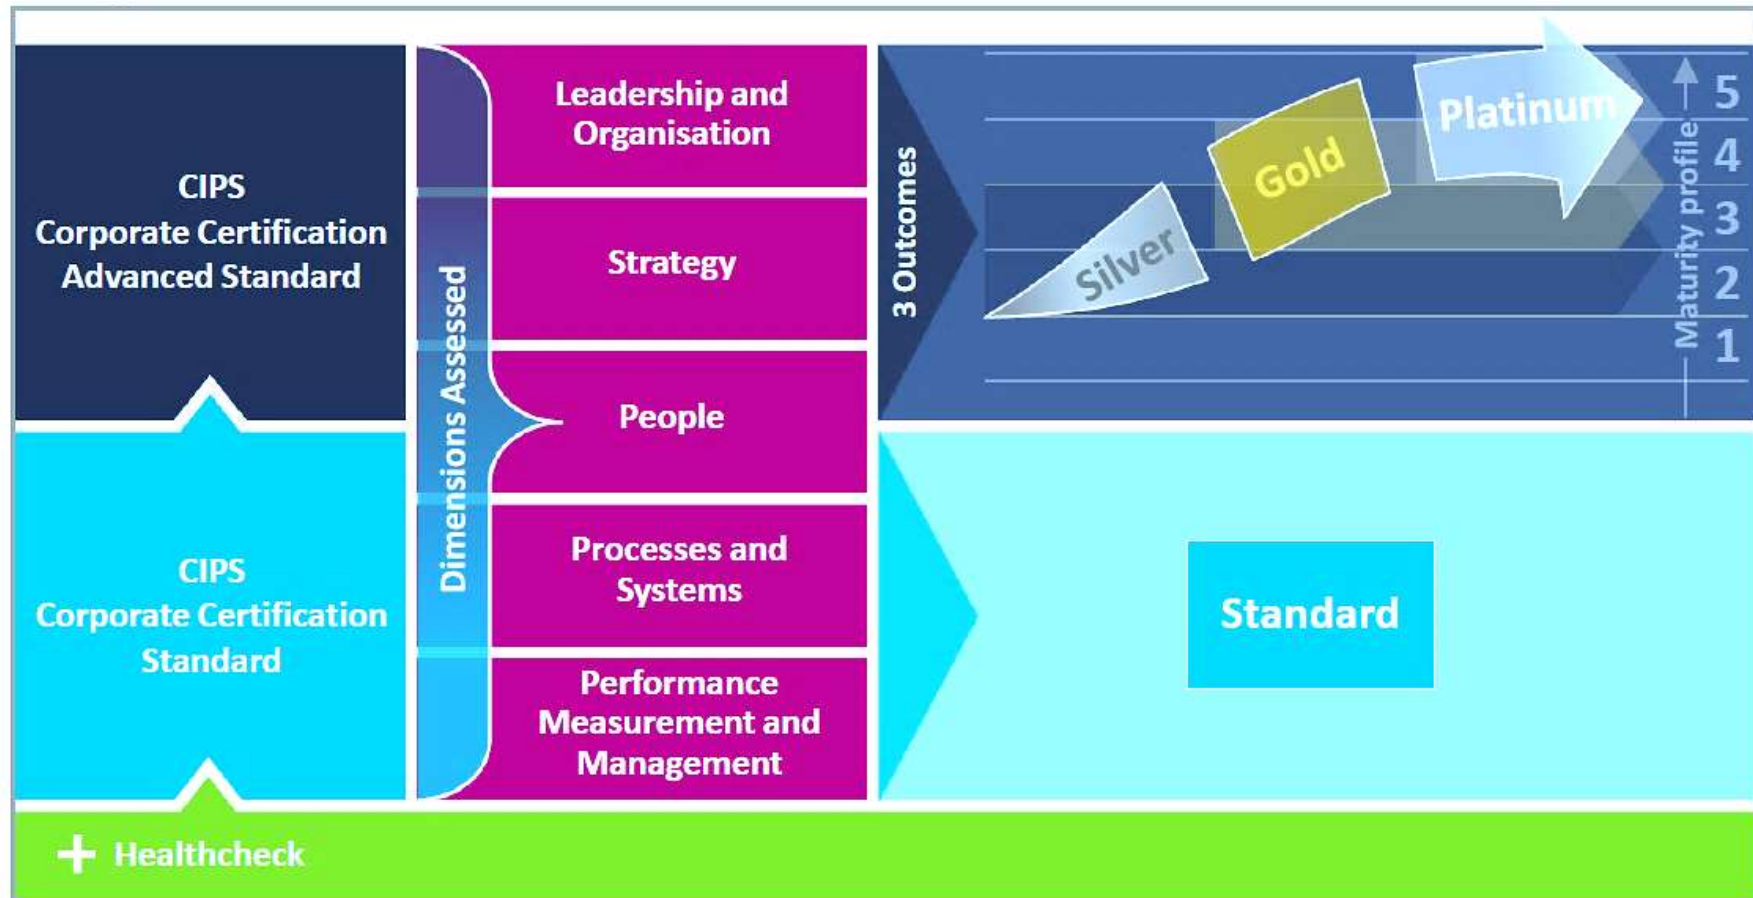 CIPS
Corporate Certification
Advanced Standard
CIPS
Corporate Certification
Standard
Dimensions Assessed
Leadership and
Organisation
Strategy
People
Processes and
Systems
Performance
Measurement and
Management
3 Outcomes
Silver
Gold
Platinum
Maturity profile
5
4
3
2
1
Standard
+ Healthcheck